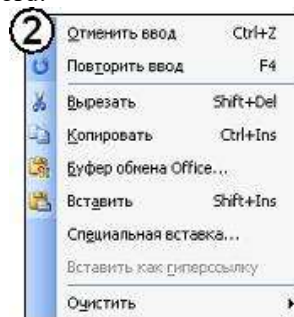 2
Отменить ввод Ctrl+Z
Повторить ввод F4
Вырезать Shift+Del
Копировать Ctrl+Ins
Буфер обмена Office...
Вставить Shift+Ins
Специальная вставка...
Вставить как гиперссылку
Очистить